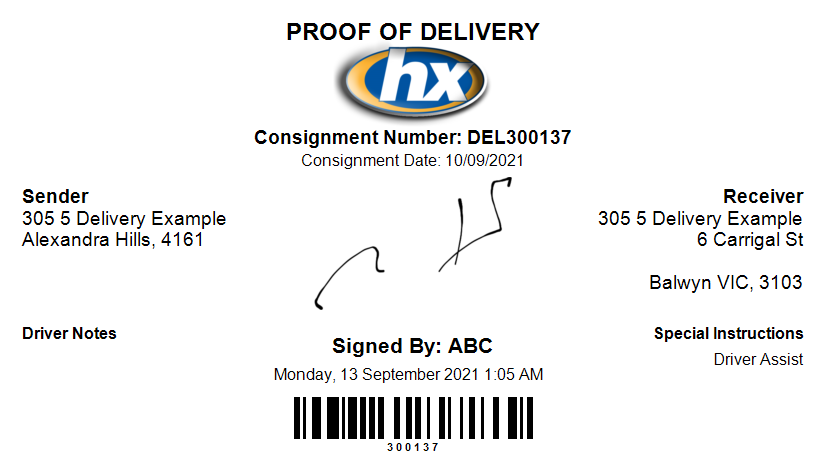 PROOF OF DELIVERY
hx
Consignment Number: DEL300137
Consignment Date: 10/09/2021
Sender
305 5 Delivery Example
Alexandra Hills, 4161
Receiver
305 5 Delivery Example
6 Carrigal St
Balwyn VIC, 3103
Driver Notes
Signed By: ABC
Monday, 13 September 2021 1:05 AM
Special Instructions
Driver Assist
300137